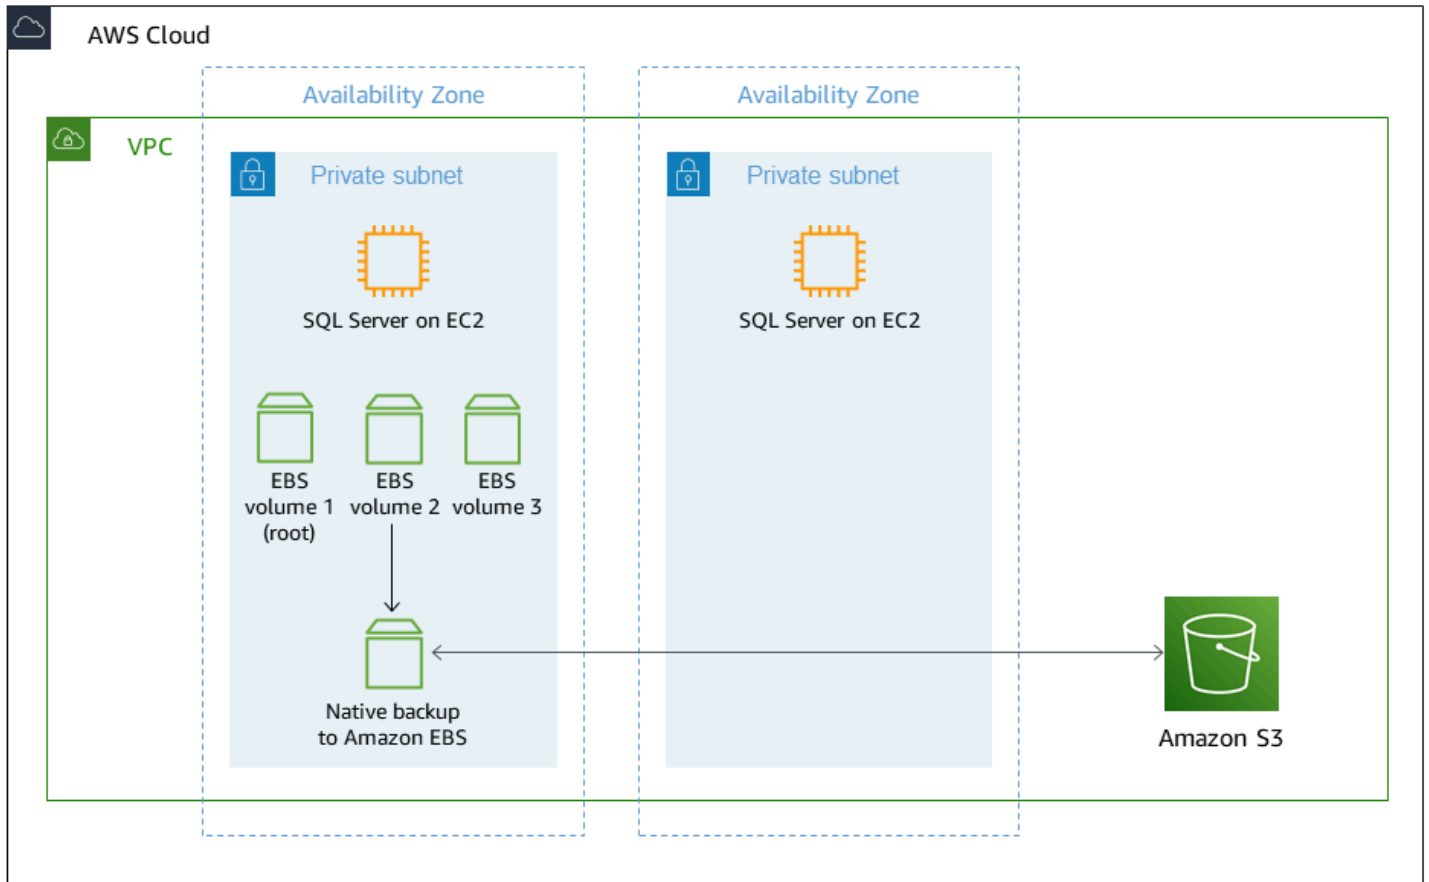 AWS Cloud
Availability Zone
Availability Zone
VPC
Private subnet
Private subnet
SQL Server on EC2
SQL Server on EC2
EBS
volume 1
(root)
EBS
volume 2
EBS
volume 3
Native backup
to Amazon EBS
Amazon S3